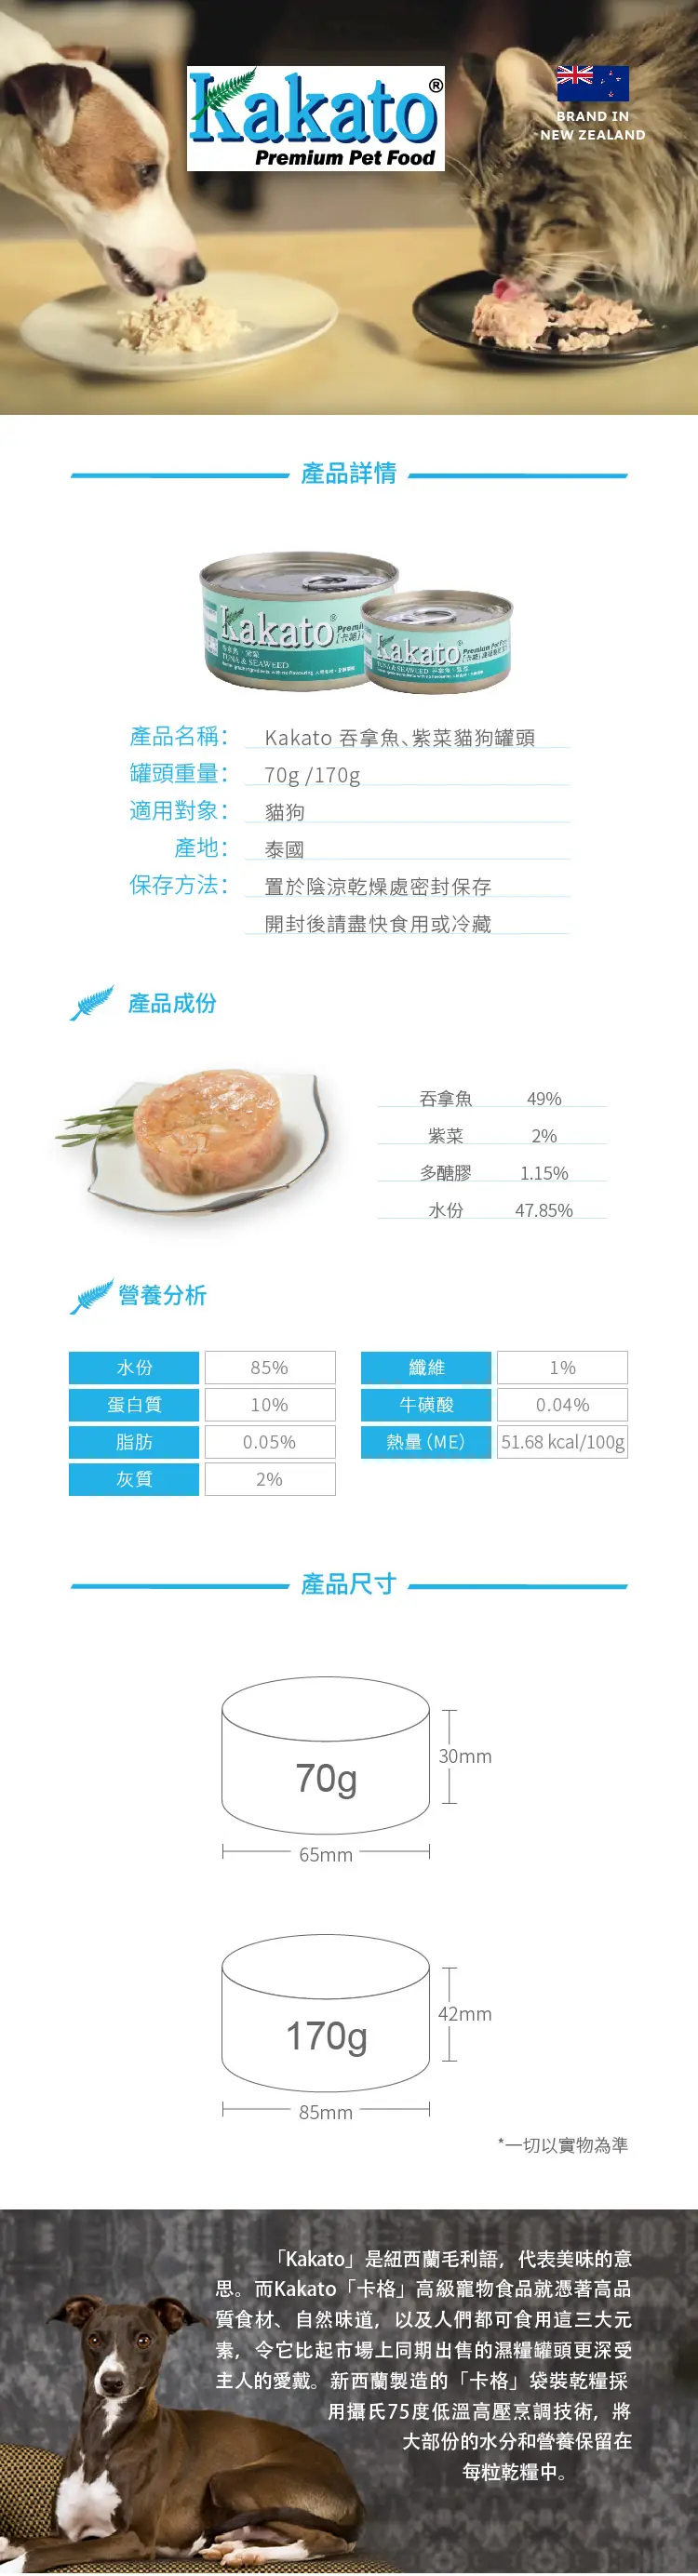 Kakato®
Premium Pet Food
BRAND IN
NEW ZEALAND
產品詳情
Kakato®
TUNA & SEAWEED
Kakato®
Premium Pet Food
TUNA & SEAWEED 吞拿魚、紫菜
產品名稱： Kakato 吞拿魚、紫菜貓狗罐頭
罐頭重量： 70g /170g
適用對象： 貓狗
產地： 泰國
保存方法： 置於陰涼乾燥處密封保存
開封後請盡快食用或冷藏
產品成份
吞拿魚 49%
紫菜 2%
多醣膠 1.15%
水份 47.85%
營養分析
水份 85% 纖維 1%
蛋白質 10% 牛磺酸 0.04%
脂肪 0.05% 熱量（ME） 51.68 kcal/100g
灰質 2%
產品尺寸
70g
30mm
65mm
170g
42mm
85mm
*一切以實物為準
「Kakato」是紐西蘭毛利語，代表美味的意
思。而Kakato「卡格」高級寵物食品就憑著高品
質食材、自然味道，以及人們都可食用這三大元
素，令它比起市場上同期出售的濕糧罐頭更深受
主人的愛戴。新西蘭製造的「卡格」袋裝乾糧採
用攝氏75度低溫高壓烹調技術，將
大部份的水分和營養保留在
每粒乾糧中。